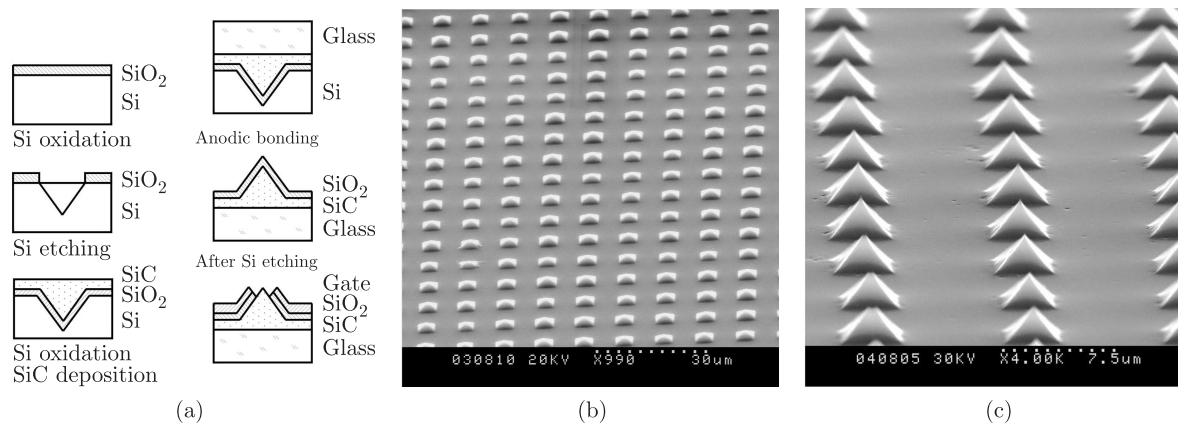 SiO2
Si
Si oxidation
SiO2
Si
Si etching
SiC
SiO2
Si
Si oxidation
SiC deposition
Glass
Si
Anodic bonding
SiO2
SiC
Glass
After Si etching
Gate
SiO2
SiC
Glass
(a)
030810 20KV X990 30um
(b)
040805 30KV X4.00K 7.5um
(c)